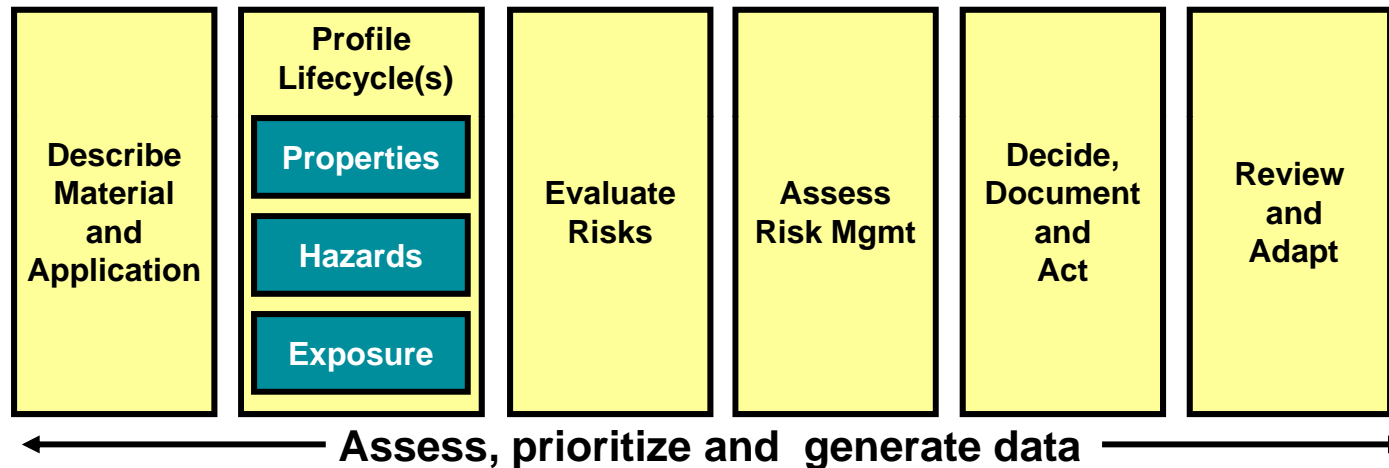 Describe
Material
and
Application
Profile
Lifecycle(s)
Properties
Hazards
Exposure
Evaluate
Risks
Assess
Risk Mgmt
Decide,
Document
and
Act
Review
and
Adapt
Assess, prioritize and  generate data